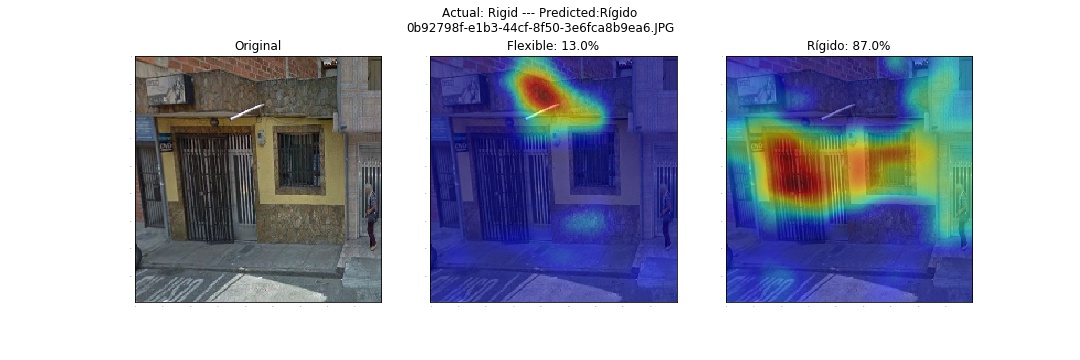 Actual: Rigid --- Predicted:Rígido
0b92798f-e1b3-44cf-8f50-3e6fca8b9ea6.JPG
Original
Flexible: 13.0%
Rígido: 87.0%